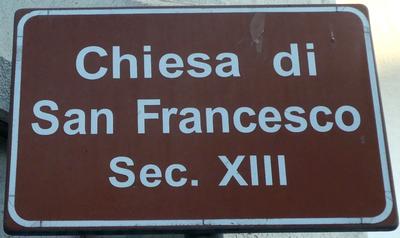 Chiesa di
San Francesco
Sec. XIII